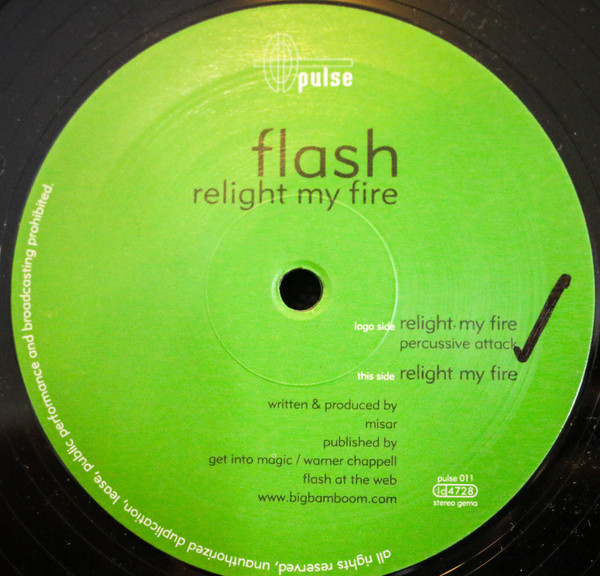 pulse
flash
relight my fire
logo side relight my fire
percussive attack
this side relight my fire
written & produced by
misar
published by
get into magic / warner chappell
flash at the web
www.bigbamboom.com
pulse 011
lc4728
stereo gema
all rights reserved, unauthorized duplication, lease, public performance and broadcasting prohibited.